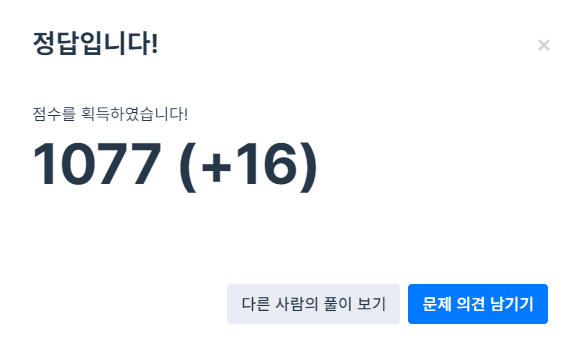 정답입니다!
×
점수를 획득하였습니다!
1077 (+16)
다른 사람의 풀이 보기
문제 의견 남기기